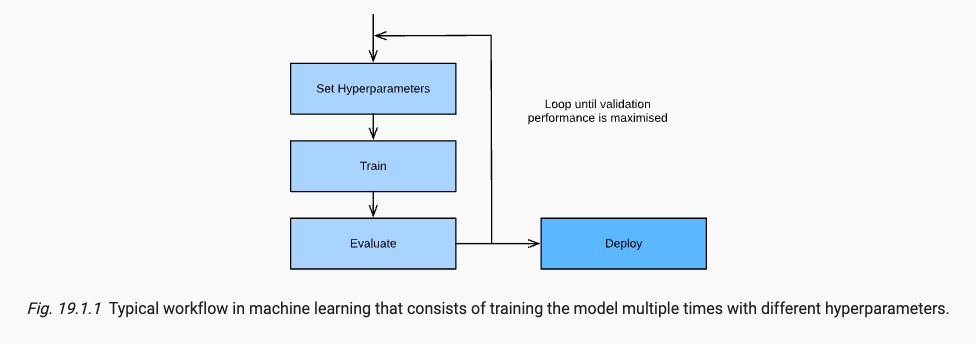 Set Hyperparameters
Loop until validation
performance is maximised
Train
Evaluate
Deploy
Fig. 19.1.1 Typical workflow in machine learning that consists of training the model multiple times with different hyperparameters.